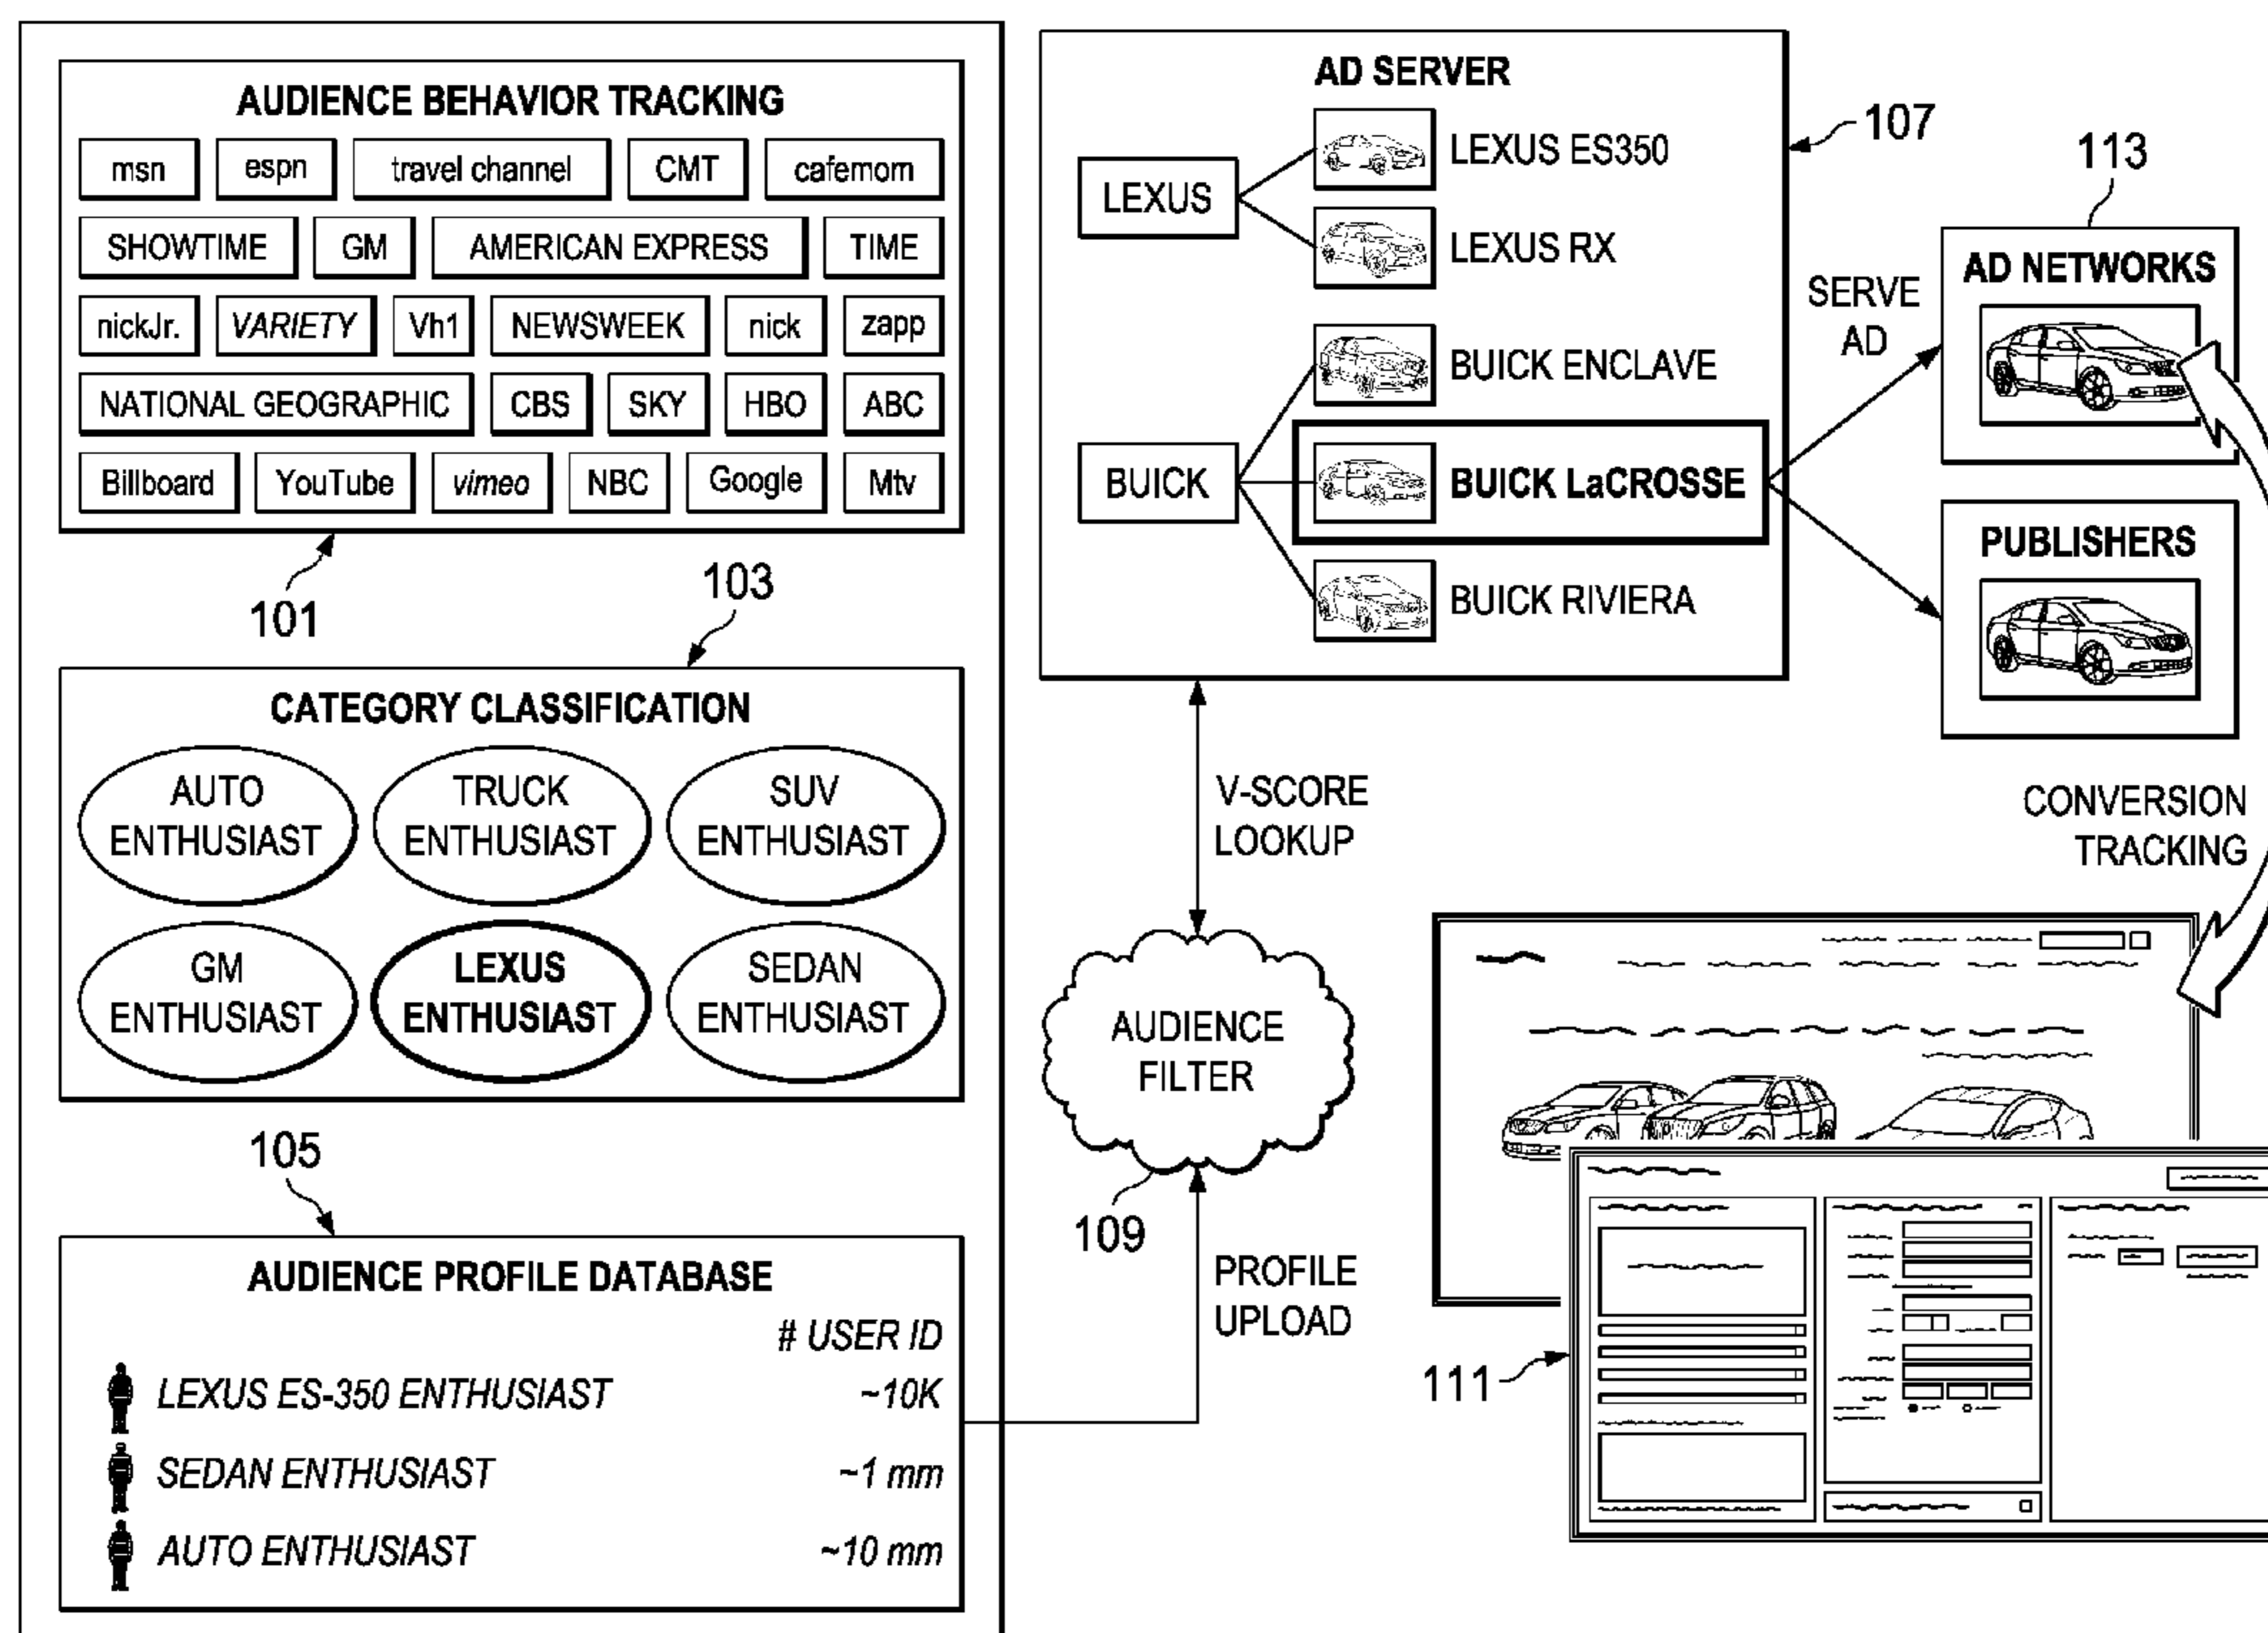 AUDIENCE BEHAVIOR TRACKING
msn espn travel channel CMT cafemom
SHOWTIME GM AMERICAN EXPRESS TIME
nickJr. VARIETY Vh1 NEWSWEEK nick zapp
NATIONAL GEOGRAPHIC CBS SKY HBO ABC
Billboard YouTube vimeo NBC Google Mtv
101
103
CATEGORY CLASSIFICATION
AUTO
ENTHUSIAST
TRUCK
ENTHUSIAST
SUV
ENTHUSIAST
GM
ENTHUSIAST
LEXUS
ENTHUSIAST
SEDAN
ENTHUSIAST
105
AUDIENCE PROFILE DATABASE
# USER ID
LEXUS ES-350 ENTHUSIAST ~10K
SEDAN ENTHUSIAST ~1 mm
AUTO ENTHUSIAST ~10 mm
AD SERVER
107
LEXUS
LEXUS ES350
LEXUS RX
BUICK
BUICK ENCLAVE
BUICK LaCROSSE
BUICK RIVIERA
SERVE
AD
113
AD NETWORKS
PUBLISHERS
V-SCORE
LOOKUP
CONVERSION
TRACKING
AUDIENCE
FILTER
109
PROFILE
UPLOAD
111